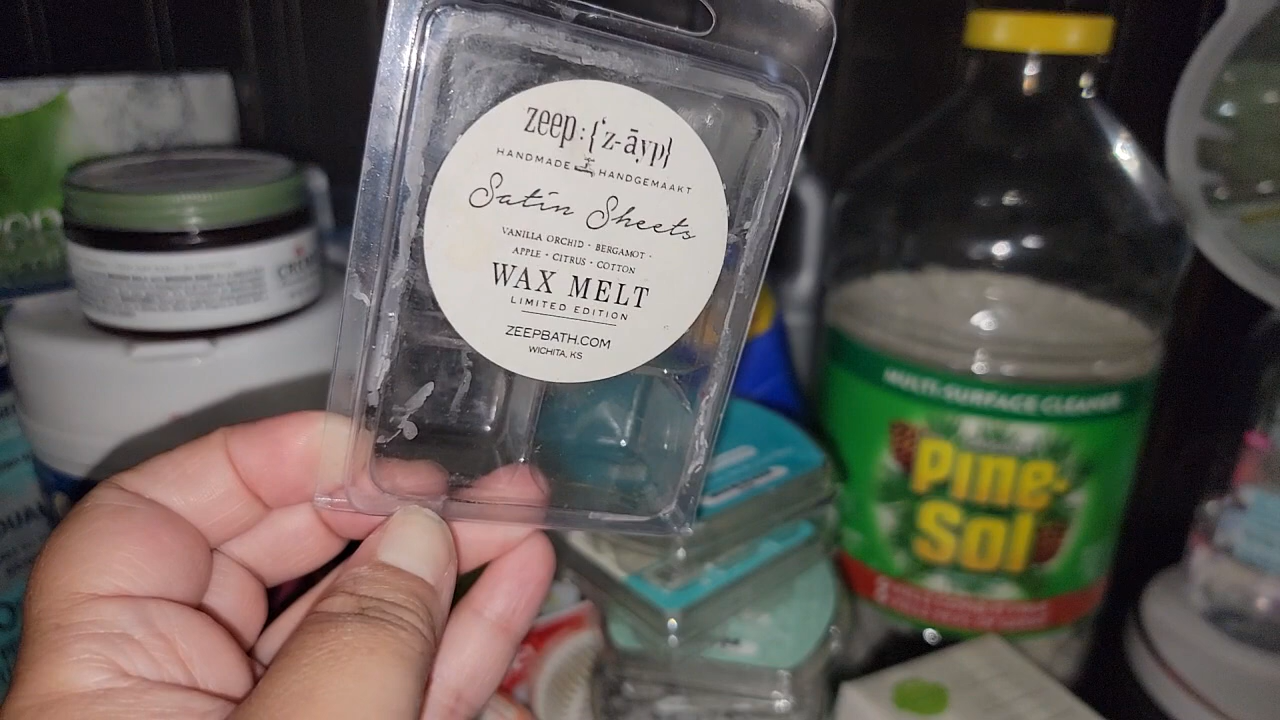 zeep:{'z-āyp}
HANDMADE HANDGEMAAKT
Satin Sheets
VANILLA ORCHID · BERGAMOT ·
APPLE · CITRUS · COTTON
WAX MELT
LIMITED EDITION
ZEEPBATH.COM
WICHITA, KS
MULTI-SURFACE CLEANER
Pine-
Sol